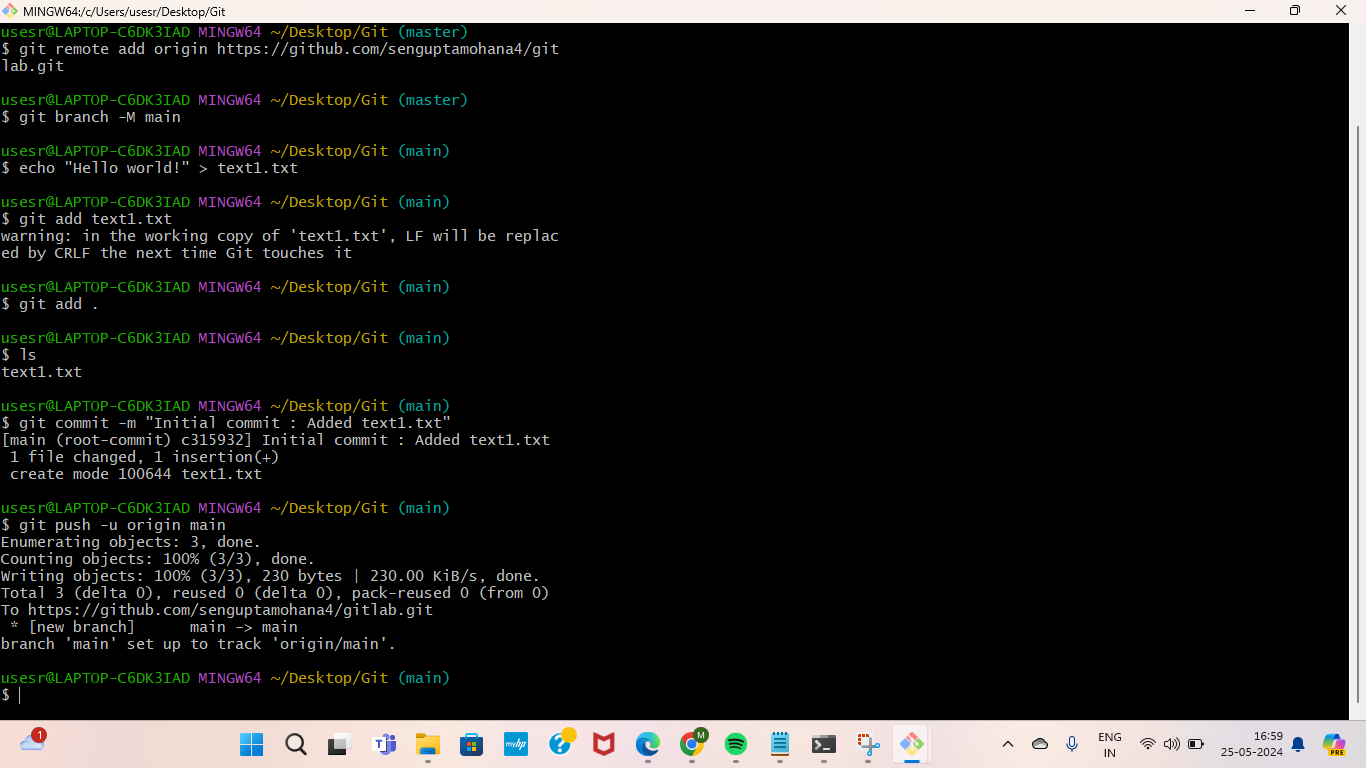 MINGW64:/c/Users/usesr/Desktop/Git
usesr@LAPTOP-C6DK3IAD MINGW64 ~/Desktop/Git (master)
$ git remote add origin https://github.com/senguptamohana4/git
lab.git
usesr@LAPTOP-C6DK3IAD MINGW64 ~/Desktop/Git (master)
$ git branch -M main
usesr@LAPTOP-C6DK3IAD MINGW64 ~/Desktop/Git (main)
$ echo "Hello world!" > text1.txt
usesr@LAPTOP-C6DK3IAD MINGW64 ~/Desktop/Git (main)
$ git add text1.txt
warning: in the working copy of 'text1.txt', LF will be replac
ed by CRLF the next time Git touches it
usesr@LAPTOP-C6DK3IAD MINGW64 ~/Desktop/Git (main)
$ git add .
usesr@LAPTOP-C6DK3IAD MINGW64 ~/Desktop/Git (main)
$ ls
text1.txt
usesr@LAPTOP-C6DK3IAD MINGW64 ~/Desktop/Git (main)
$ git commit -m "Initial commit : Added text1.txt"
[main (root-commit) c315932] Initial commit : Added text1.txt
 1 file changed, 1 insertion(+)
 create mode 100644 text1.txt
usesr@LAPTOP-C6DK3IAD MINGW64 ~/Desktop/Git (main)
$ git push -u origin main
Enumerating objects: 3, done.
Counting objects: 100% (3/3), done.
Writing objects: 100% (3/3), 230 bytes | 230.00 KiB/s, done.
Total 3 (delta 0), reused 0 (delta 0), pack-reused 0 (from 0)
To https://github.com/senguptamohana4/gitlab.git
 * [new branch]      main -> main
branch 'main' set up to track 'origin/main'.
usesr@LAPTOP-C6DK3IAD MINGW64 ~/Desktop/Git (main)
$
1
myhp
M
ENG
IN
16:59
25-05-2024
PRE